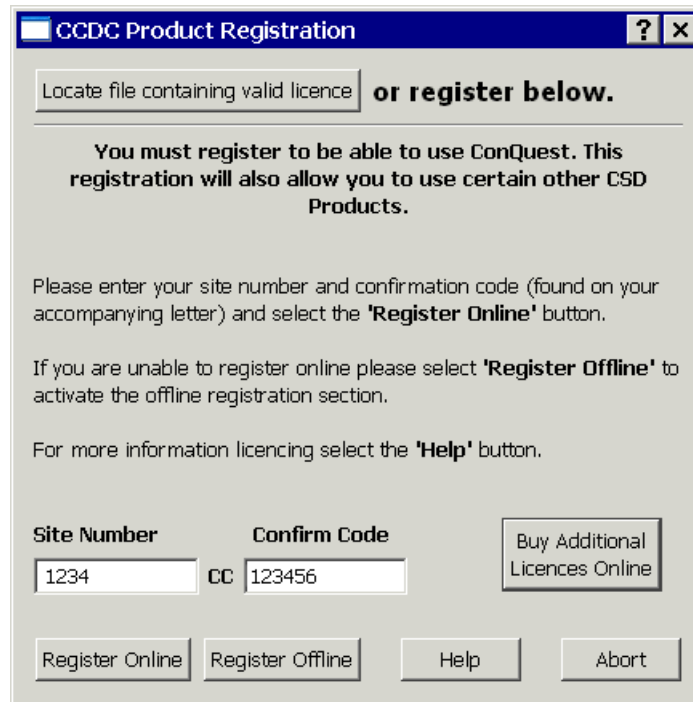 CCDC Product Registration
Locate file containing valid licence or register below.
You must register to be able to use ConQuest. This
registration will also allow you to use certain other CSD
Products.
Please enter your site number and confirmation code (found on your
accompanying letter) and select the 'Register Online' button.
If you are unable to register online please select 'Register Offline' to
activate the offline registration section.
For more information licencing select the 'Help' button.
Site Number Confirm Code
Buy Additional
Licences Online
1234 CC 123456
Register Online Register Offline Help Abort